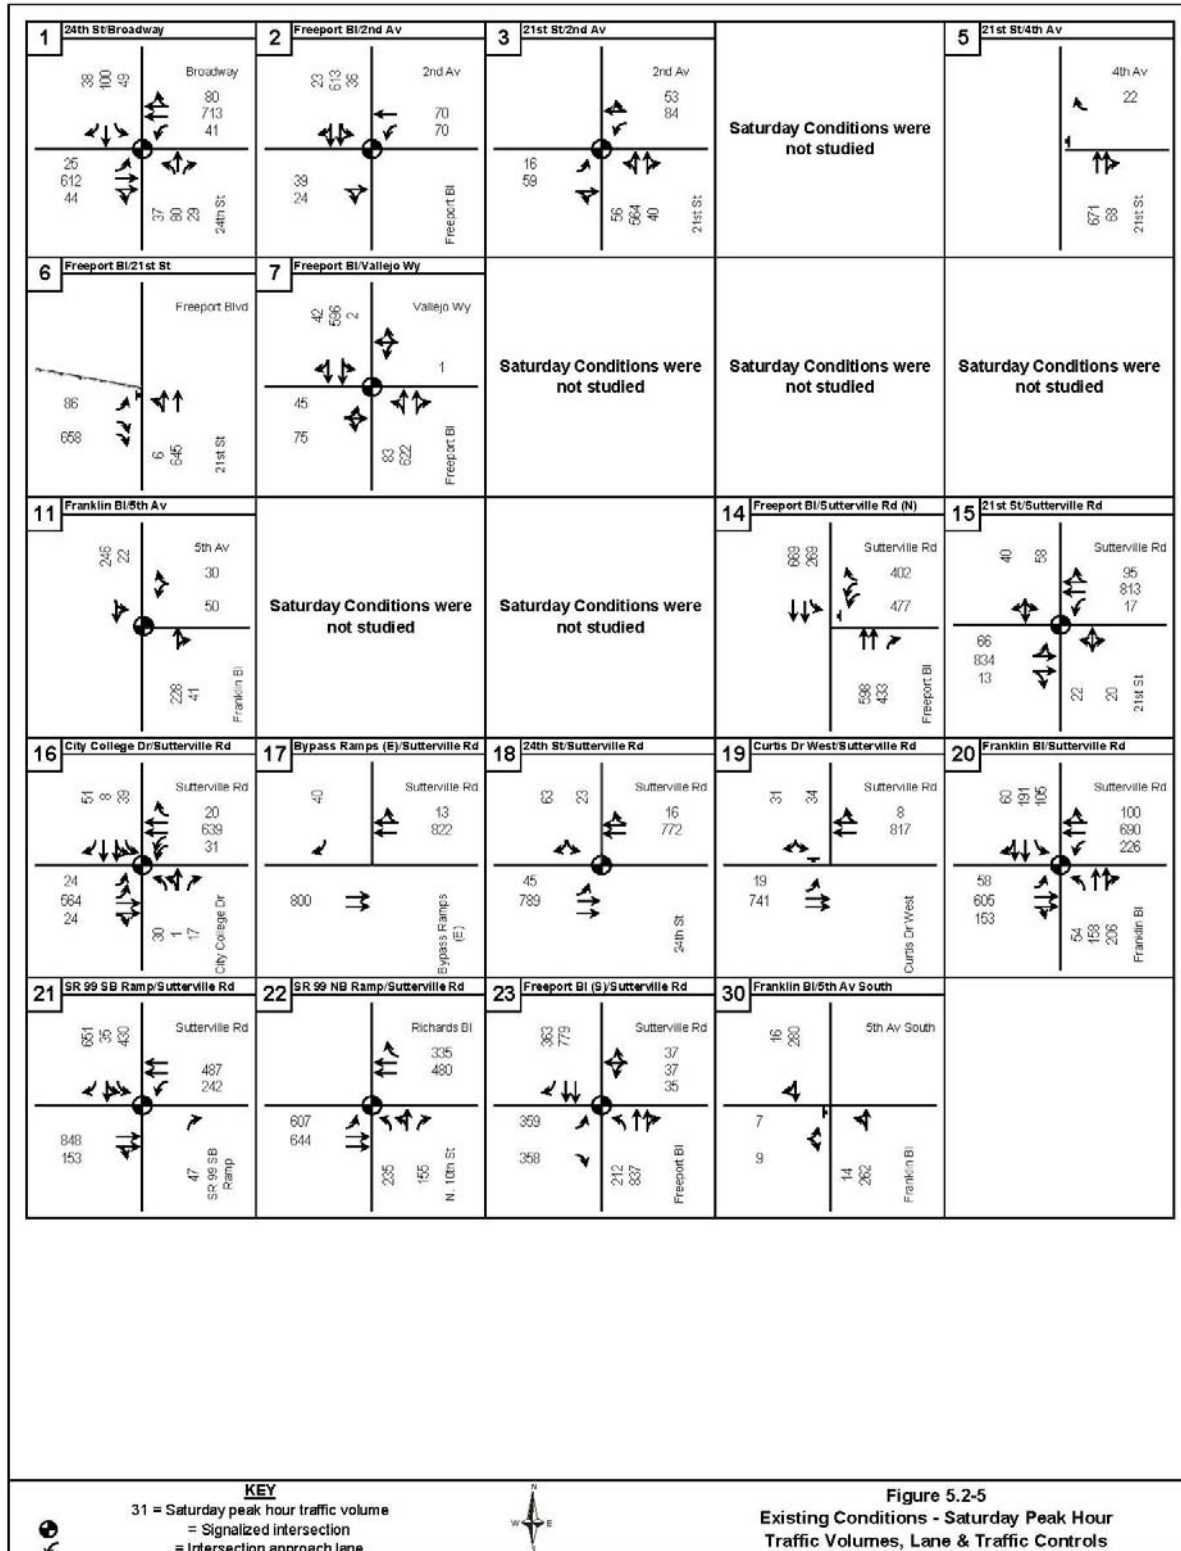 1 24th St/Broadway
38 100 49
Broadway
80
713
41
25
612
44
37 80 29
24th St
2 Freeport Bl/2nd Av
23 613 36
2nd Av
70
70
39
24
Freeport Bl
3 21st St/2nd Av
2nd Av
53
84
16
59
56 564 40
21st St
Saturday Conditions were
not studied
5 21st St/4th Av
4th Av
22
671 68
21st St
6 Freeport Bl/21st St
Freeport Blvd
86
658
6 645
21st St
7 Freeport Bl/Vallejo Wy
42 596 2
Vallejo Wy
1
45
75
83 622
Freeport Bl
Saturday Conditions were
not studied
Saturday Conditions were
not studied
Saturday Conditions were
not studied
11 Franklin Bl/5th Av
246 22
5th Av
30
50
228 41
Franklin Bl
Saturday Conditions were
not studied
Saturday Conditions were
not studied
14 Freeport Bl/Sutterville Rd (N)
669 269
Sutterville Rd
402
477
598 433
Freeport Bl
15 21st St/Sutterville Rd
40 58
Sutterville Rd
95
813
17
66
834
13
22 20
21st St
16 City College Dr/Sutterville Rd
51 8 39
Sutterville Rd
20
639
31
24
564
24
30 1 17
City College Dr
17 Bypass Ramps (E)/Sutterville Rd
40
Sutterville Rd
13
822
800
Bypass Ramps
(E)
18 24th St/Sutterville Rd
63 23
Sutterville Rd
16
772
45
789
24th St
19 Curtis Dr West/Sutterville Rd
31 34
Sutterville Rd
8
817
19
741
Curtis Dr West
20 Franklin Bl/Sutterville Rd
60 191 105
Sutterville Rd
100
690
226
58
605
153
54 158 206
Franklin Bl
21 SR 99 SB Ramp/Sutterville Rd
651 35 430
Sutterville Rd
487
242
848
153
47
SR 99 SB
Ramp
22 SR 99 NB Ramp/Sutterville Rd
Richards Bl
335
480
607
644
235 155
N. 10th St
23 Freeport Bl (S)/Sutterville Rd
363 779
Sutterville Rd
37
37
35
359
358
212 837
Freeport Bl
30 Franklin Bl/5th Av South
16 280
5th Av South
7
9
14 262
Franklin Bl
KEY
31 = Saturday peak hour traffic volume
= Signalized intersection
= Intersection approach lane
N
W E
S
Figure 5.2-5
Existing Conditions - Saturday Peak Hour
Traffic Volumes, Lane & Traffic Controls